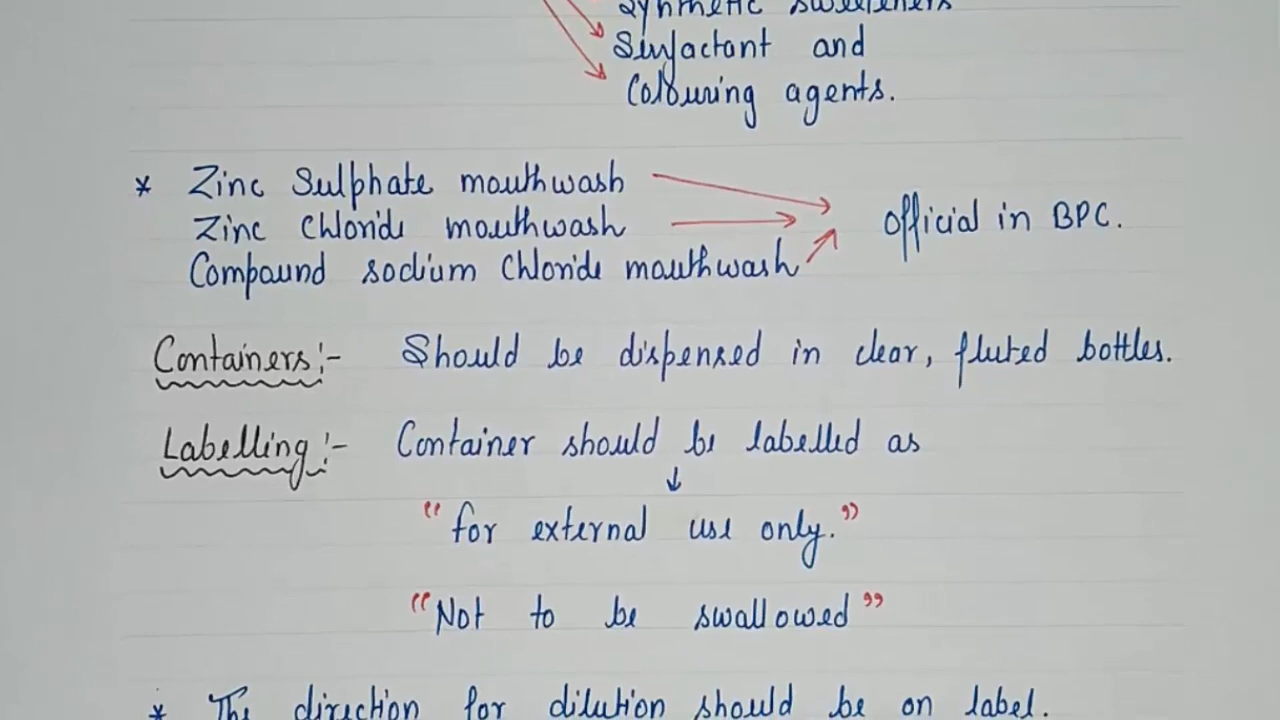 Synthetic sweeteners
Surfactant and
Colouring agents.
* Zinc Sulphate mouthwash
Zinc Chloride mouthwash
Compound sodium Chloride mouthwash
official in BPC.
Containers:- Should be dispensed in clear, fluted bottles.
Labelling:- Container should be labelled as
↓
"for external use only."
"Not to be swallowed"
* The direction for dilution should be on label.